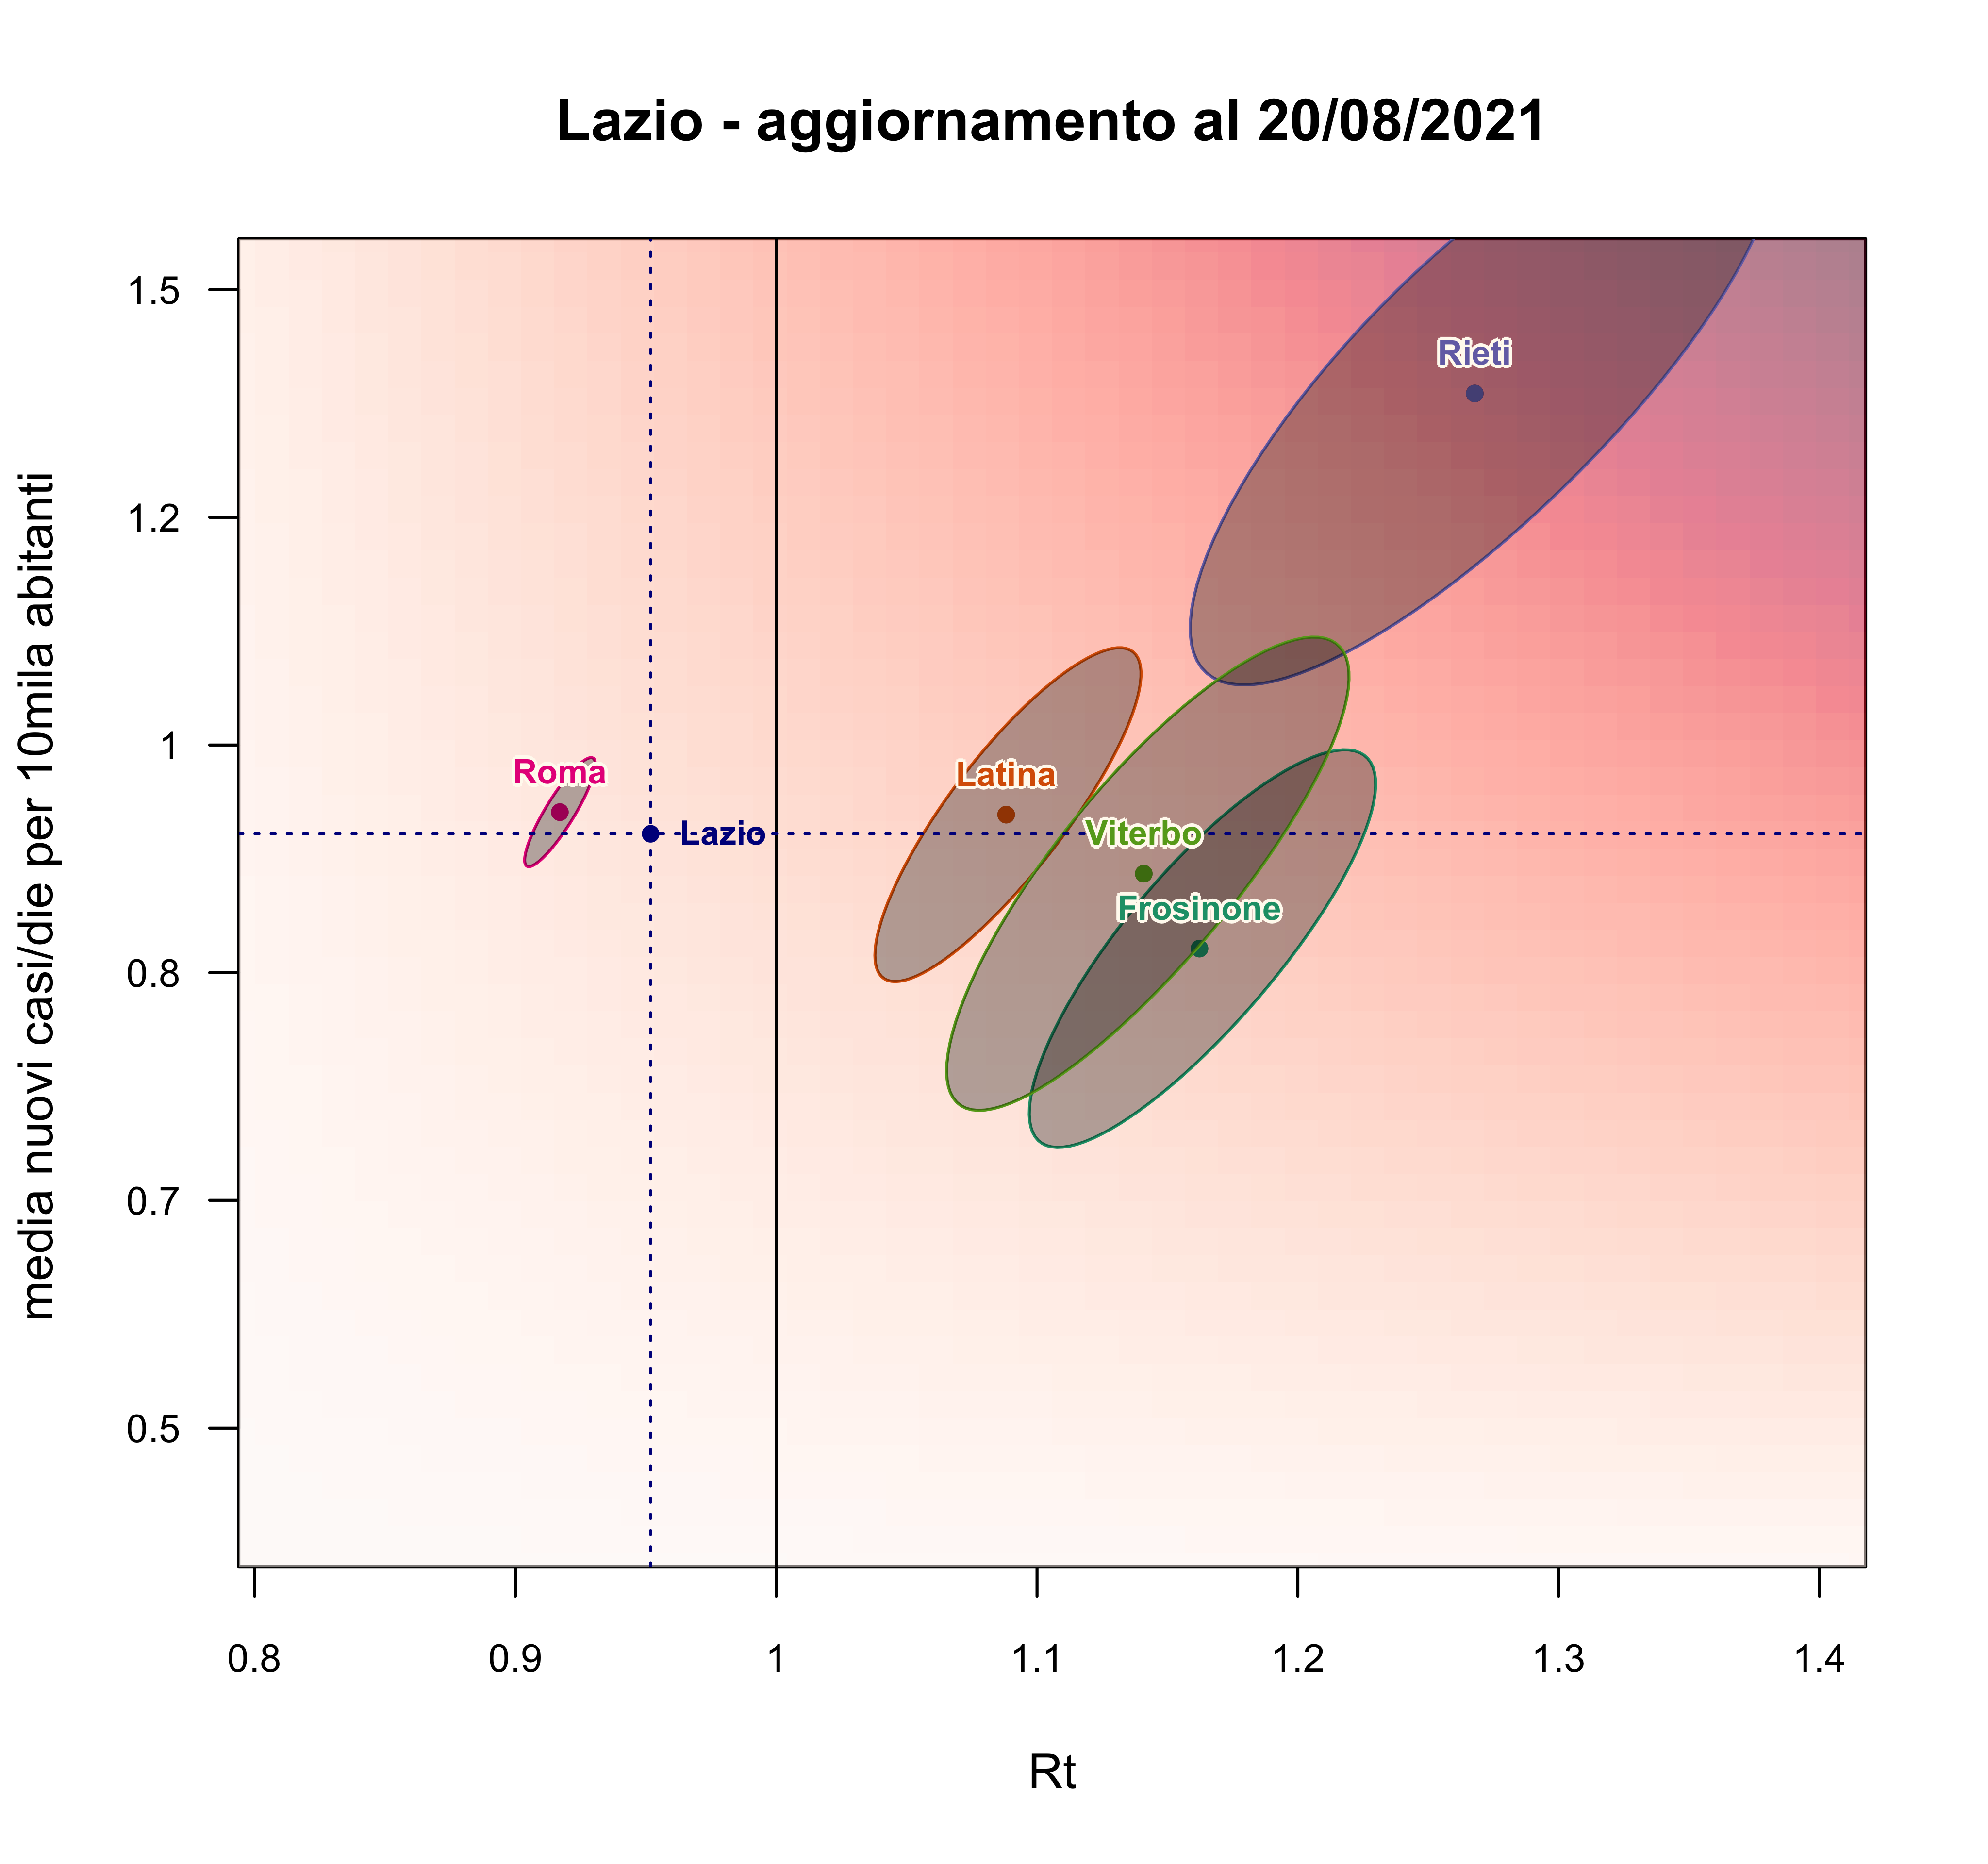 Lazio - aggiornamento al 20/08/2021
media nuovi casi/die per 10mila abitanti
1.5
1.2
1
0.8
0.7
0.5
Rieti
Roma
Latina
Lazio
Viterbo
Frosinone
0.8 0.9 1 1.1 1.2 1.3 1.4
Rt